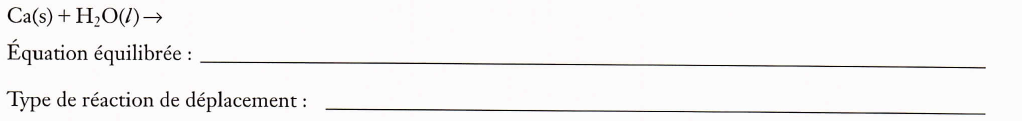 Ca(s) + H₂O(l) →
Équation équilibrée :
Type de réaction de déplacement :